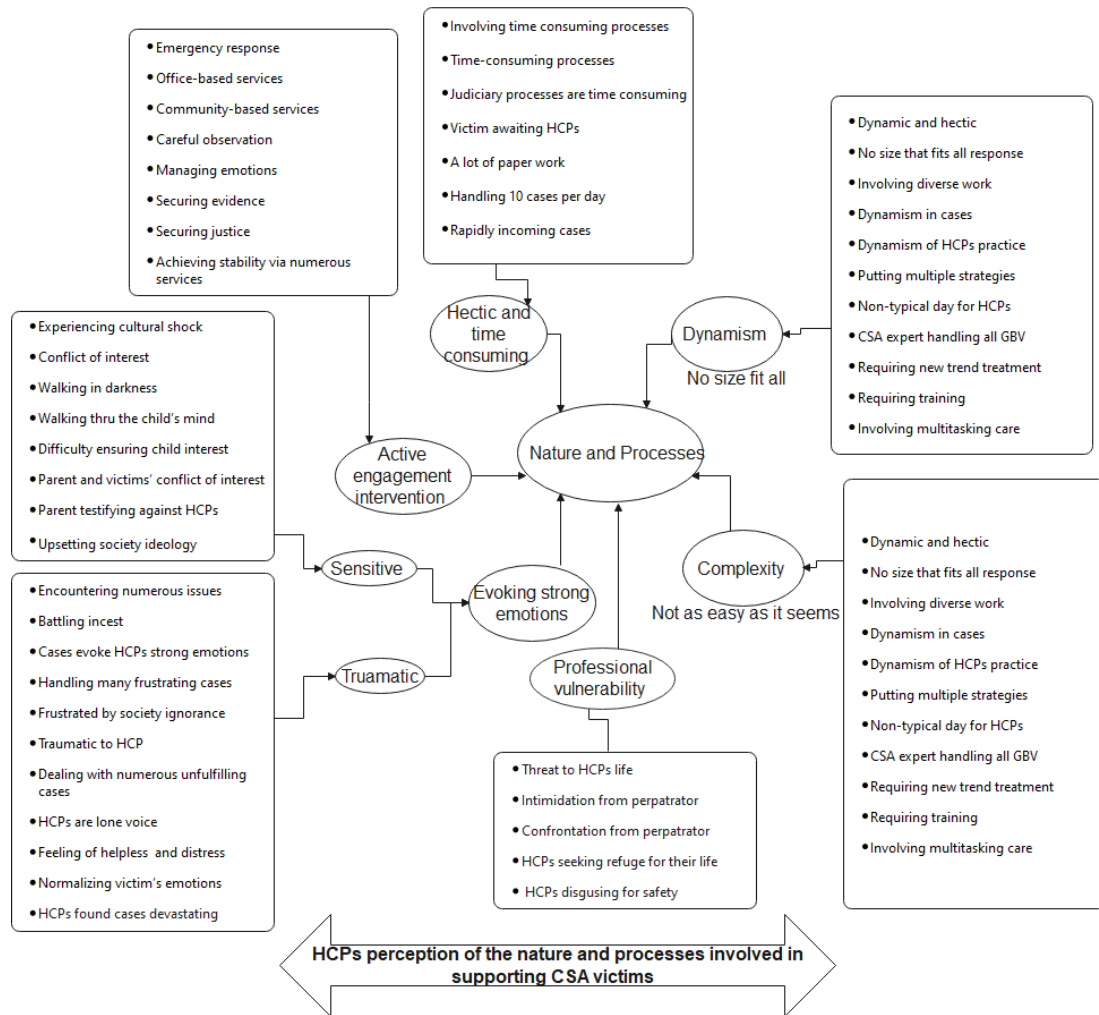 • Emergency response
• Office-based services
• Community-based services
• Careful observation
• Managing emotions
• Securing evidence
• Securing justice
• Achieving stability via numerous
services
• Involving time consuming processes
• Time-consuming processes
• Judiciary processes are time consuming
• Victim awaiting HCPs
• A lot of paper work
• Handling 10 cases per day
• Rapidly incoming cases
• Dynamic and hectic
• No size that fits all response
• Involving diverse work
• Dynamism in cases
• Dynamism of HCPs practice
• Putting multiple strategies
• Non-typical day for HCPs
• CSA expert handling all GBV
• Requiring new trend treatment
• Requiring training
• Involving multitasking care
Hectic and
time
consuming
Dynamism
No size fit all
• Experiencing cultural shock
• Conflict of interest
• Walking in darkness
• Walking thru the child's mind
• Difficulty ensuring child interest
• Parent and victims' conflict of interest
• Parent testifying against HCPs
• Upsetting society ideology
Active
engagement
intervention
Nature and Processes
Sensitive
Evoking strong
emotions
Complexity
Not as easy as it seems
• Encountering numerous issues
• Battling incest
• Cases evoke HCPs strong emotions
• Handling many frustrating cases
• Frustrated by society ignorance
• Traumatic to HCP
• Dealing with numerous unfulfilling
cases
• HCPs are lone voice
• Feeling of helpless and distress
• Normalizing victim's emotions
• HCPs found cases devastating
Truamatic
Professional
vulnerability
• Dynamic and hectic
• No size that fits all response
• Involving diverse work
• Dynamism in cases
• Dynamism of HCPs practice
• Putting multiple strategies
• Non-typical day for HCPs
• CSA expert handling all GBV
• Requiring new trend treatment
• Requiring training
• Involving multitasking care
• Threat to HCPs life
• Intimidation from perpatrator
• Confrontation from perpatrator
• HCPs seeking refuge for their life
• HCPs disgusing for safety
HCPs perception of the nature and processes involved in
supporting CSA victims